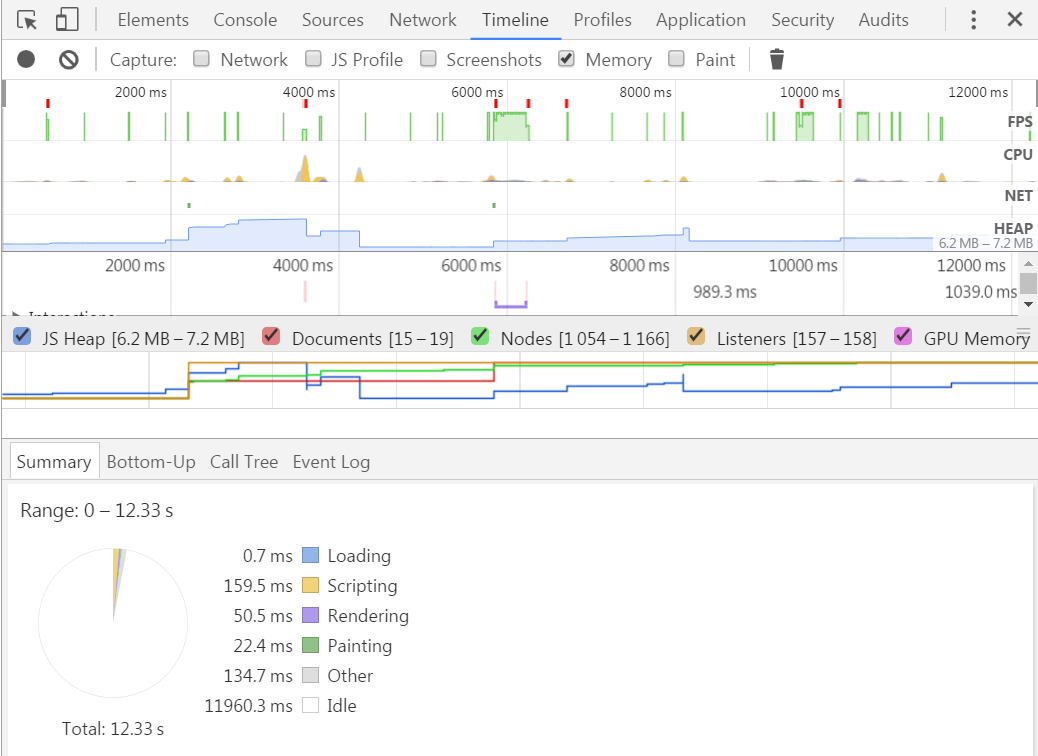 Elements Console Sources Network Timeline Profiles Application Security Audits
Capture: Network JS Profile Screenshots Memory Paint
2000 ms 4000 ms 6000 ms 8000 ms 10000 ms 12000 ms
FPS
CPU
NET
HEAP
6.2 MB – 7.2 MB
2000 ms 4000 ms 6000 ms 8000 ms 10000 ms 12000 ms
989.3 ms 1039.0 ms
Interactions
JS Heap [6.2 MB – 7.2 MB] Documents [15 – 19] Nodes [1 054 – 1 166] Listeners [157 – 158] GPU Memory
Summary Bottom-Up Call Tree Event Log
Range: 0 – 12.33 s
0.7 ms Loading
159.5 ms Scripting
50.5 ms Rendering
22.4 ms Painting
134.7 ms Other
11960.3 ms Idle
Total: 12.33 s